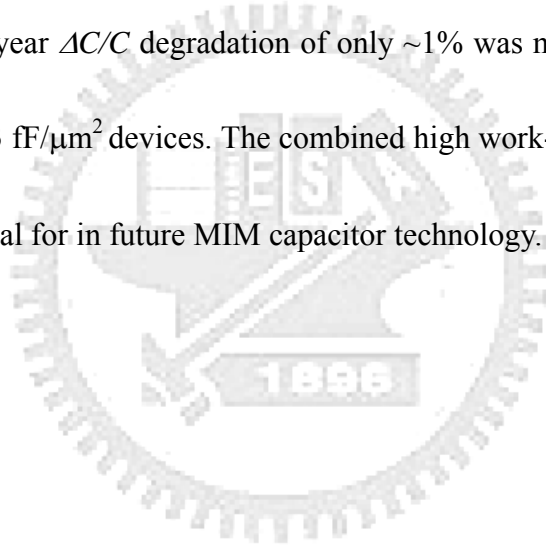 year ΔC/C degradation of only ~1% was
fF/μm² devices. The combined high work-
al for in future MIM capacitor technology.
ES
1896